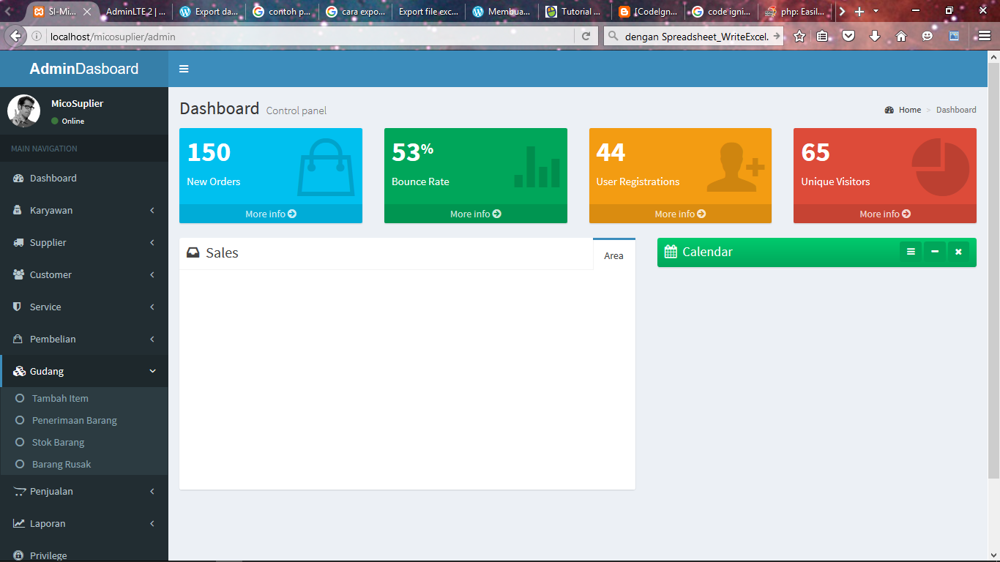 SI-Mi...
AdminLTE 2 | ...
Export da...
contoh p...
cara expo...
Export file exc...
Membua...
Tutorial ...
[CodeIgn...
code igni...
php: Easil...
localhost/micosuplier/admin
dengan Spreadsheet_WriteExcel.
AdminDasboard
MicoSuplier
Online
MAIN NAVIGATION
Dashboard
Karyawan
Supplier
Customer
Service
Pembelian
Gudang
Tambah Item
Penerimaan Barang
Stok Barang
Barang Rusak
Penjualan
Laporan
Privilege
Dashboard Control panel
Home > Dashboard
150
New Orders
More info
53%
Bounce Rate
More info
44
User Registrations
More info
65
Unique Visitors
More info
Sales
Area
Calendar